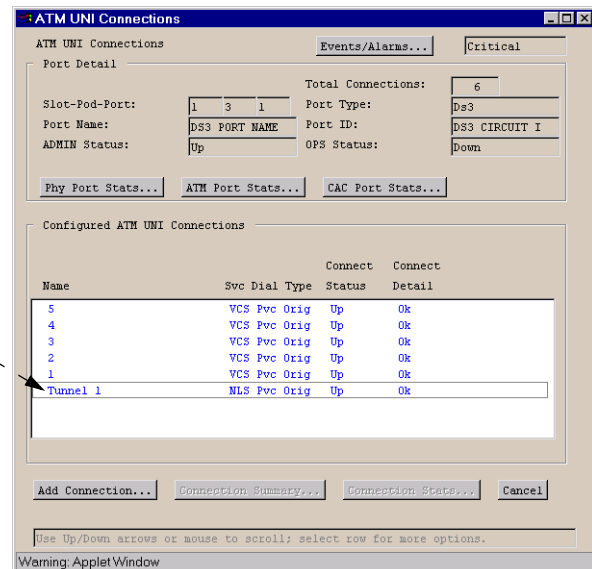 ATM UNI Connections
ATM UNI Connections Events/Alarms... Critical
Port Detail
Total Connections: 6
Slot-Pod-Port: 1 3 1 Port Type: Ds3
Port Name: DS3 PORT NAME Port ID: DS3 CIRCUIT I
ADMIN Status: Up OPS Status: Down
Phy Port Stats... ATM Port Stats... CAC Port Stats...
Configured ATM UNI Connections
Connect Connect
Name Svc Dial Type Status Detail
5 VCS Pvc Orig Up Ok
4 VCS Pvc Orig Up Ok
3 VCS Pvc Orig Up Ok
2 VCS Pvc Orig Up Ok
1 VCS Pvc Orig Up Ok
Tunnel 1 NLS Pvc Orig Up Ok
Add Connection... Connection Summary... Connection Stats... Cancel
Use Up/Down arrows or mouse to scroll; select row for more options.
Warning: Applet Window